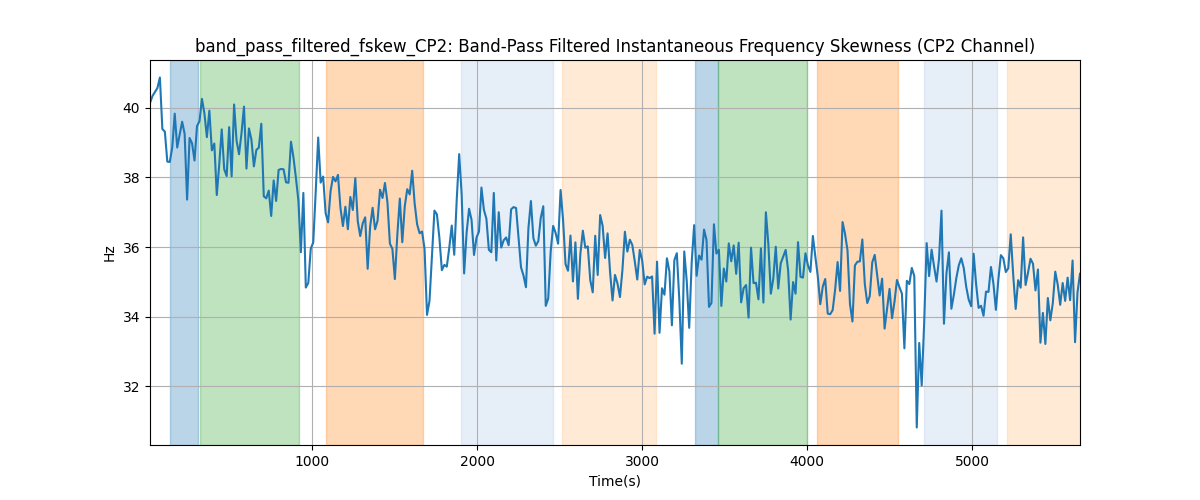 band_pass_filtered_fskew_CP2: Band-Pass Filtered Instantaneous Frequency Skewness (CP2 Channel)
40
38
36
34
32
Hz
1000 2000 3000 4000 5000
Time(s)